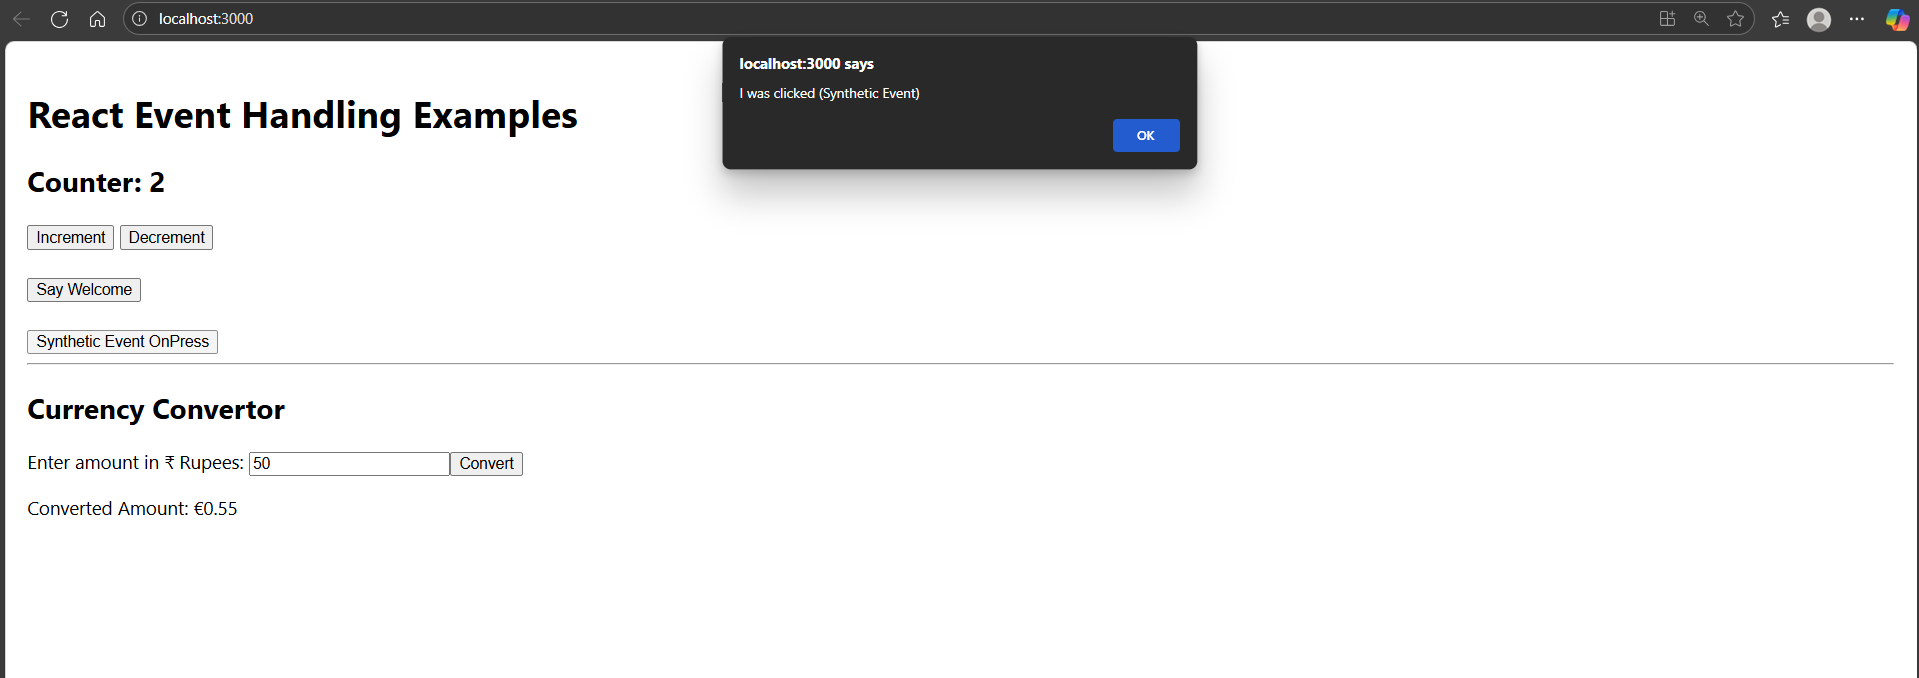 localhost:3000
localhost:3000 says
I was clicked (Synthetic Event)
OK
React Event Handling Examples
Counter: 2
Increment Decrement
Say Welcome
Synthetic Event OnPress
Currency Convertor
Enter amount in ₹ Rupees: 50 Convert
Converted Amount: €0.55